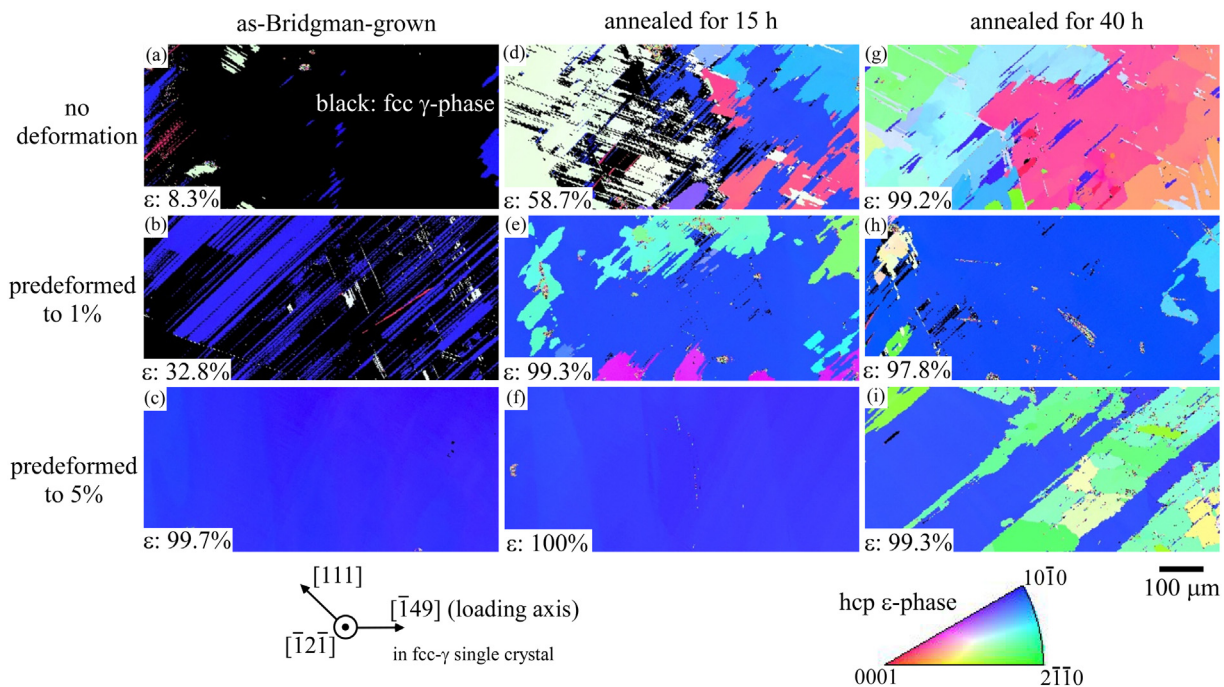 as-Bridgman-grown
annealed for 15 h
annealed for 40 h
no
deformation
(a)
black: fcc γ-phase
ε: 8.3%
(d)
ε: 58.7%
(g)
ε: 99.2%
predeformed
to 1%
(b)
ε: 32.8%
(e)
ε: 99.3%
(h)
ε: 97.8%
predeformed
to 5%
(c)
ε: 99.7%
(f)
ε: 100%
(i)
ε: 99.3%
[111]
[1̄49] (loading axis)
[1̄21̄]
in fcc-γ single crystal
100 μm
hcp ε-phase
101̄0
0001
21̄1̄0